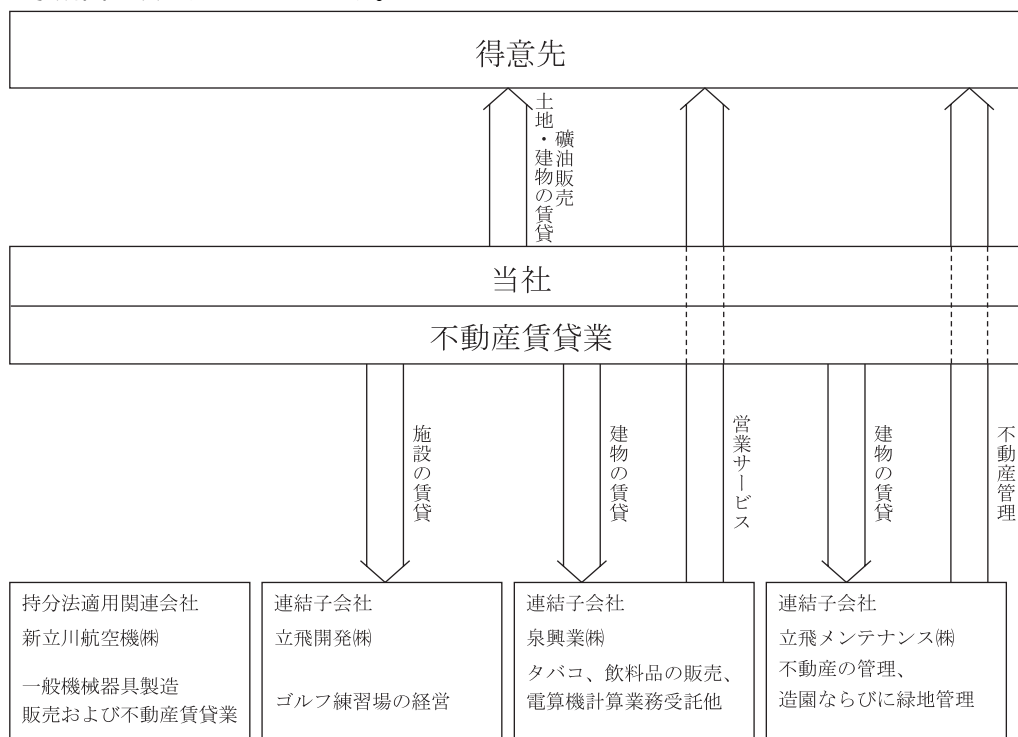 得意先
土地・建物の賃貸
礦油販売
当社
不動産賃貸業
施設の賃貸
建物の賃貸
営業サービス
建物の賃貸
不動産管理
持分法適用関連会社
新立川航空機㈱
一般機械器具製造
販売および不動産賃貸業
連結子会社
立飛開発㈱
ゴルフ練習場の経営
連結子会社
泉興業㈱
タバコ、飲料品の販売、
電算機計算業務受託他
連結子会社
立飛メンテナンス㈱
不動産の管理、
造園ならびに緑地管理